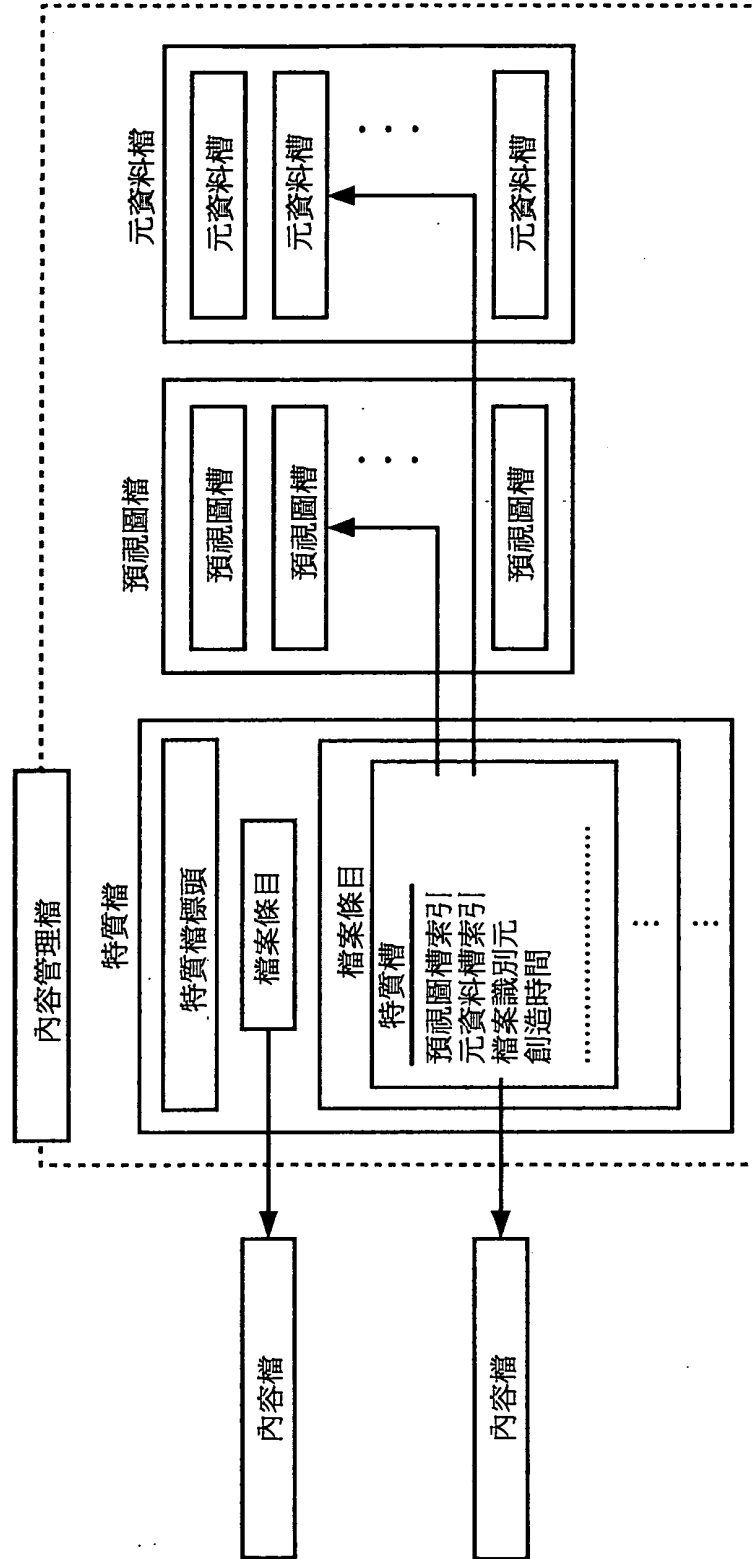 內容管理檔
特質檔
特質檔標頭
檔案條目
檔案條目
特質槽
預視圖槽索引
元資料槽索引
檔案識別元
創造時間
預視圖檔
預視圖槽
預視圖槽
預視圖槽
元資料檔
元資料槽
元資料槽
元資料槽
內容檔
內容檔